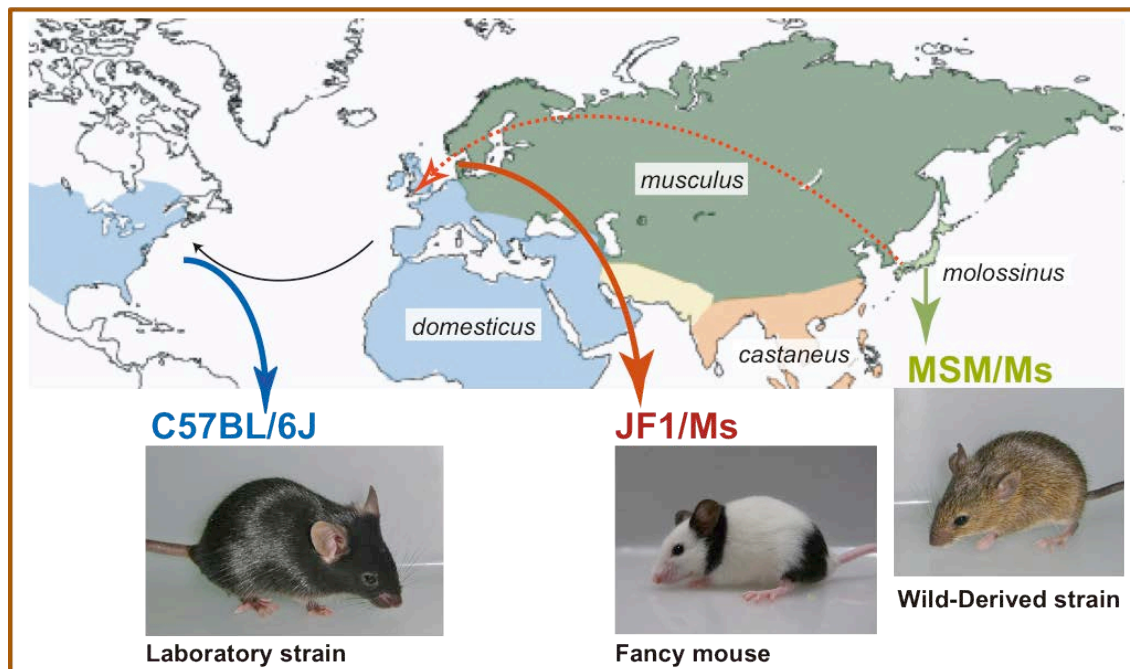 musculus
molossinus
domesticus
castaneus
MSM/Ms
C57BL/6J
JF1/Ms
Wild-Derived strain
Laboratory strain
Fancy mouse